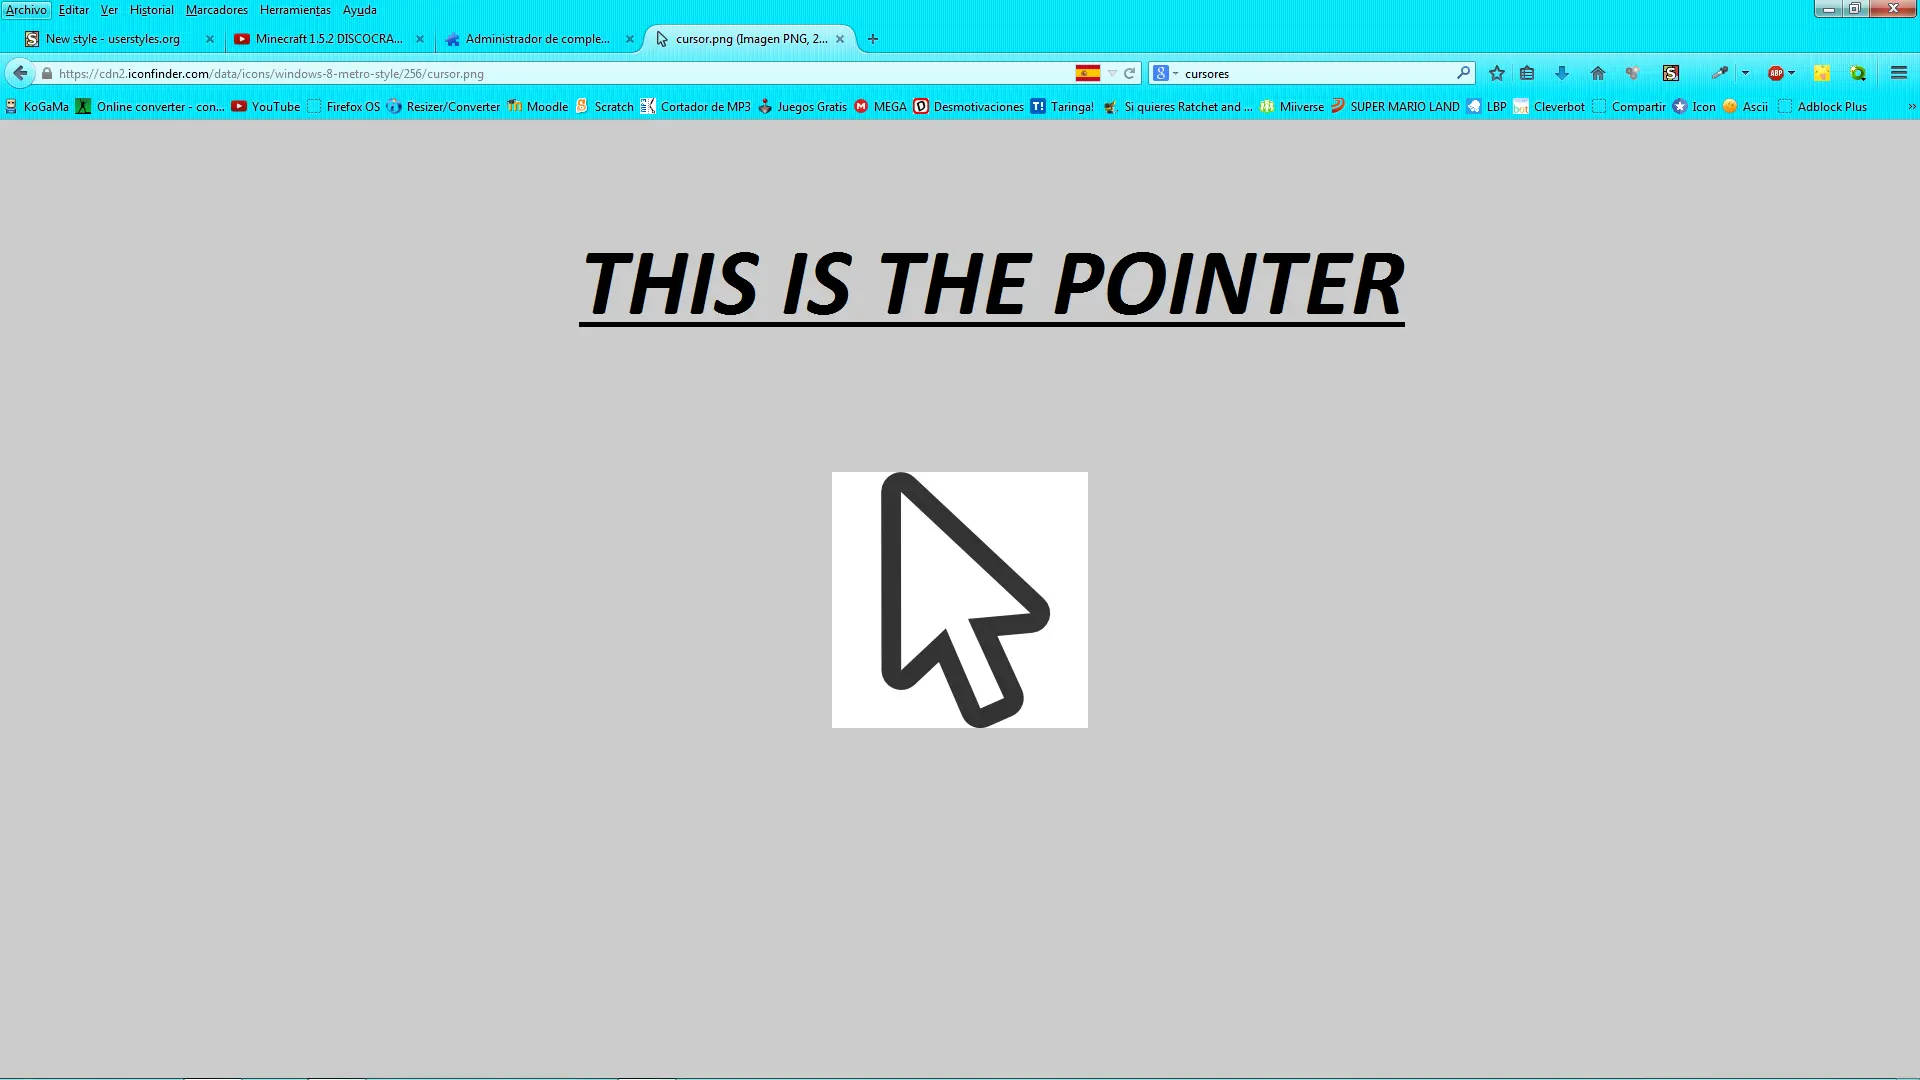 Archivo Editar Ver Historial Marcadores Herramientas Ayuda
New style - userstyles.org Minecraft 1.5.2 DISCOCRA... Administrador de comple... cursor.png (Imagen PNG, 2...
https://cdn2.iconfinder.com/data/icons/windows-8-metro-style/256/cursor.png cursores
KoGaMa Online converter - con... YouTube Firefox OS Resizer/Converter Moodle Scratch Cortador de MP3 Juegos Gratis MEGA Desmotivaciones Taringa! Si quieres Ratchet and ... Miiverse SUPER MARIO LAND LBP Cleverbot Compartir Icon Ascii Adblock Plus
THIS IS THE POINTER